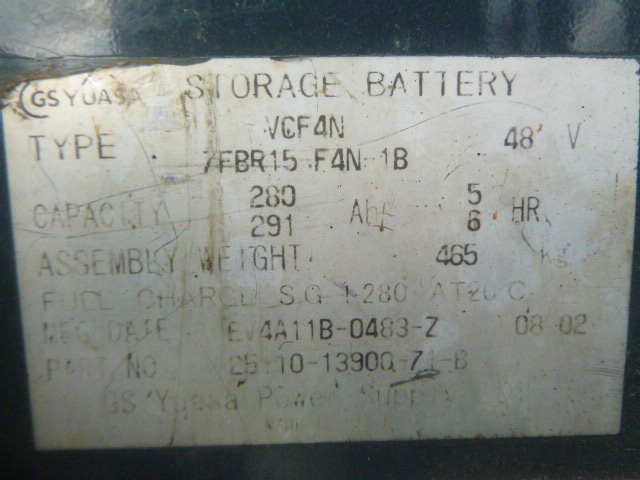 GS YUASA STORAGE BATTERY
VCF4N
TYPE 48 V
7FBR15 F4N 1B
280 5
CAPACITY AH HR
291 6
ASSEMBLY WEIGHT 465 Kg
FULL CHARGE S.G 1.280 AT20°C
MFG DATE 4A11B-0483-Z 08 02
PART NO 10-13900-71-B
GS Yuasa Power Supply